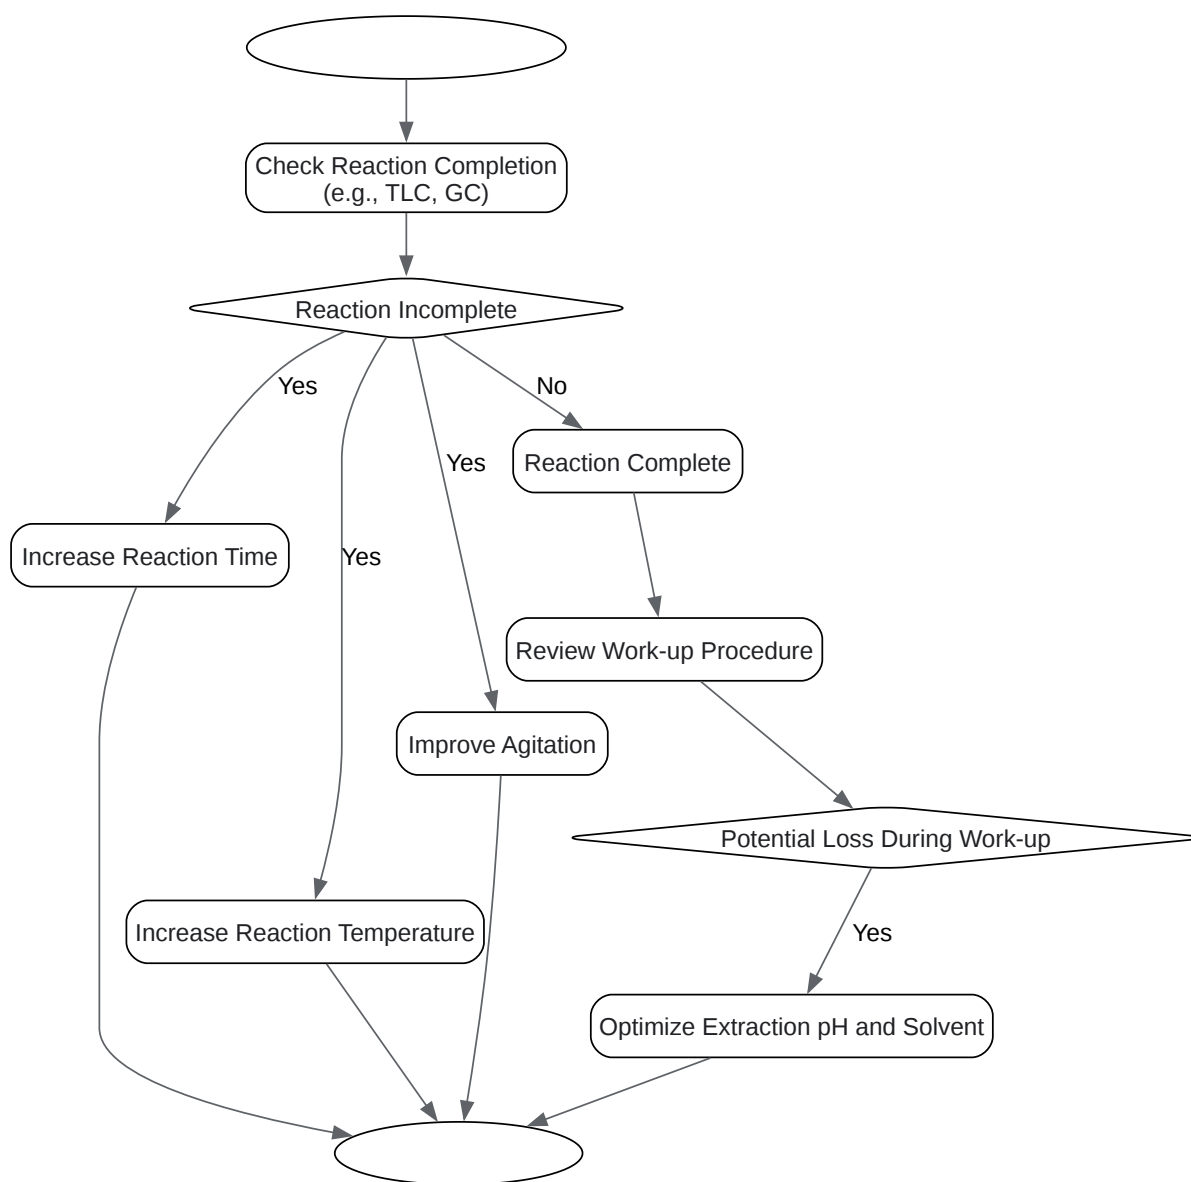 Check Reaction Completion
(e.g., TLC, GC)
Reaction Incomplete
Yes
No
Yes
Reaction Complete
Increase Reaction Time
Yes
Review Work-up Procedure
Improve Agitation
Potential Loss During Work-up
Increase Reaction Temperature
Yes
Optimize Extraction pH and Solvent